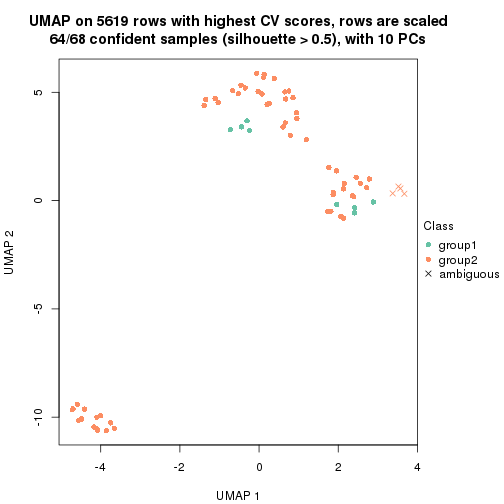 UMAP on 5619 rows with highest CV scores, rows are scaled
64/68 confident samples (silhouette > 0.5), with 10 PCs
5
0
-5
-10
UMAP 2
-4
-2
0
2
4
UMAP 1
Class
group1
group2
ambiguous